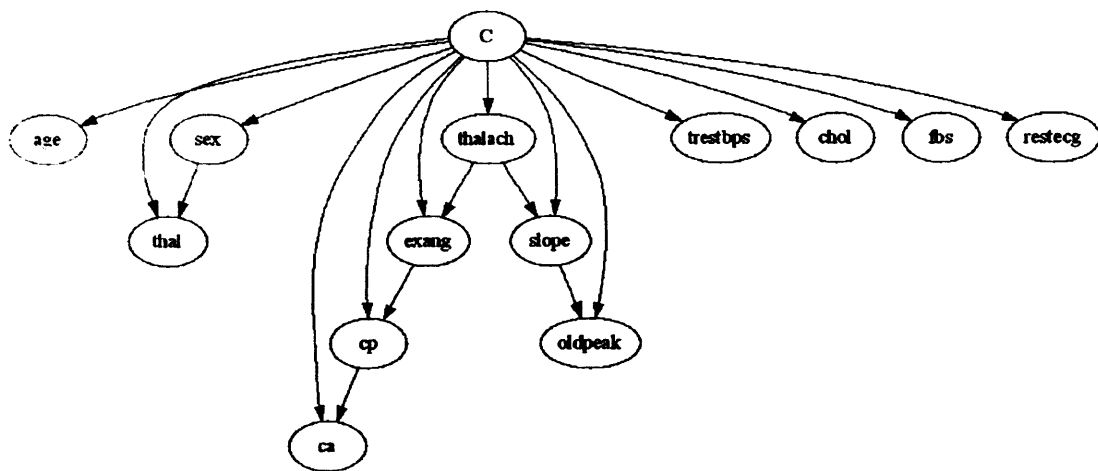 C
age sex thalach trestbps chol fbs restecg
thal exang slope
cp oldpeak
ca